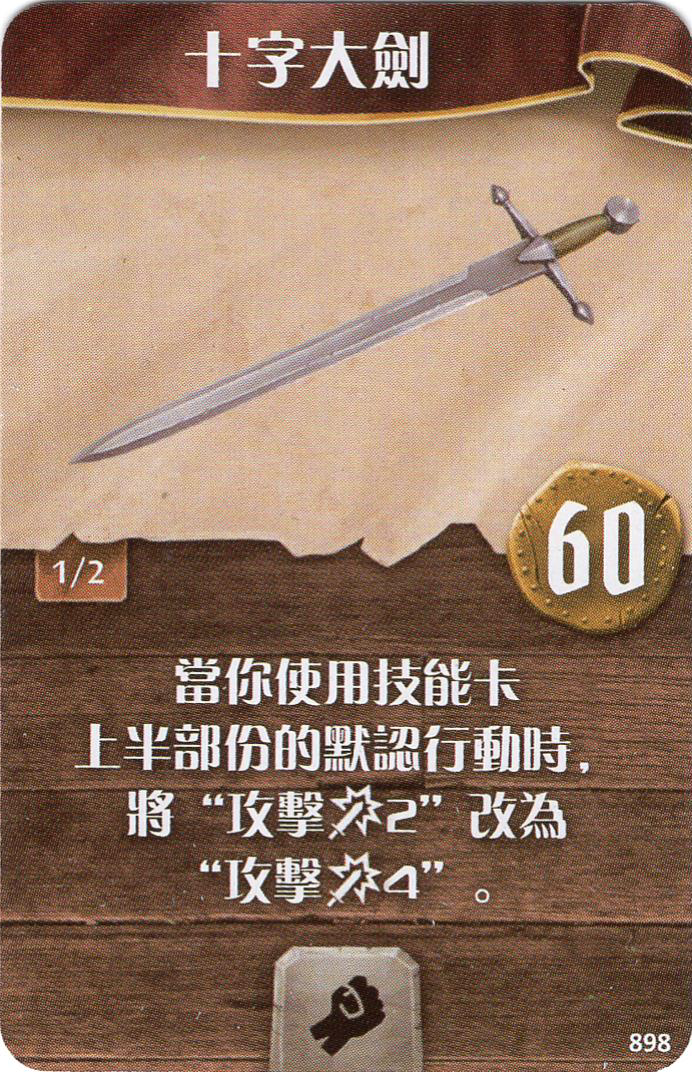 十字大劍
1/2
60
當你使用技能卡
上半部份的默認行動時，
將“攻擊2”改為
“攻擊4”。
898